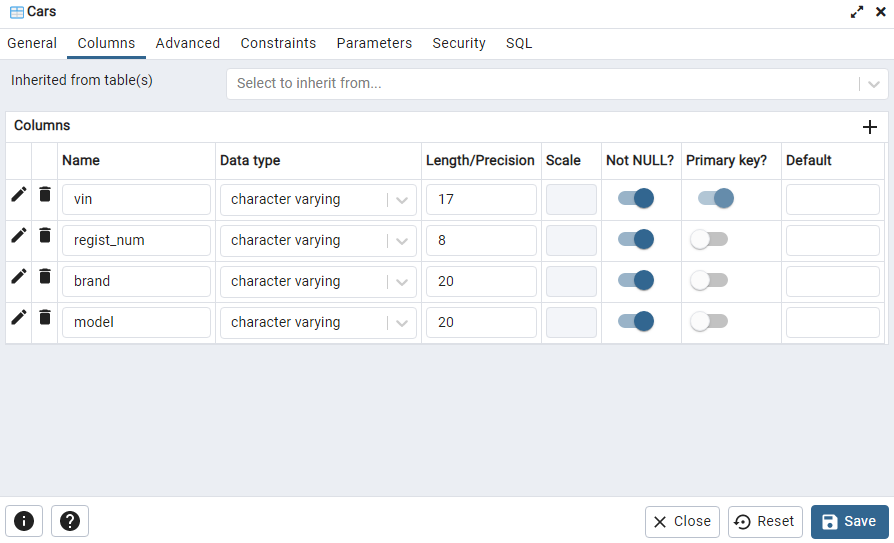 Cars
General Columns Advanced Constraints Parameters Security SQL
Inherited from table(s) Select to inherit from...
Columns
Name Data type Length/Precision Scale Not NULL? Primary key? Default
vin character varying 17
regist_num character varying 8
brand character varying 20
model character varying 20
Close Reset Save